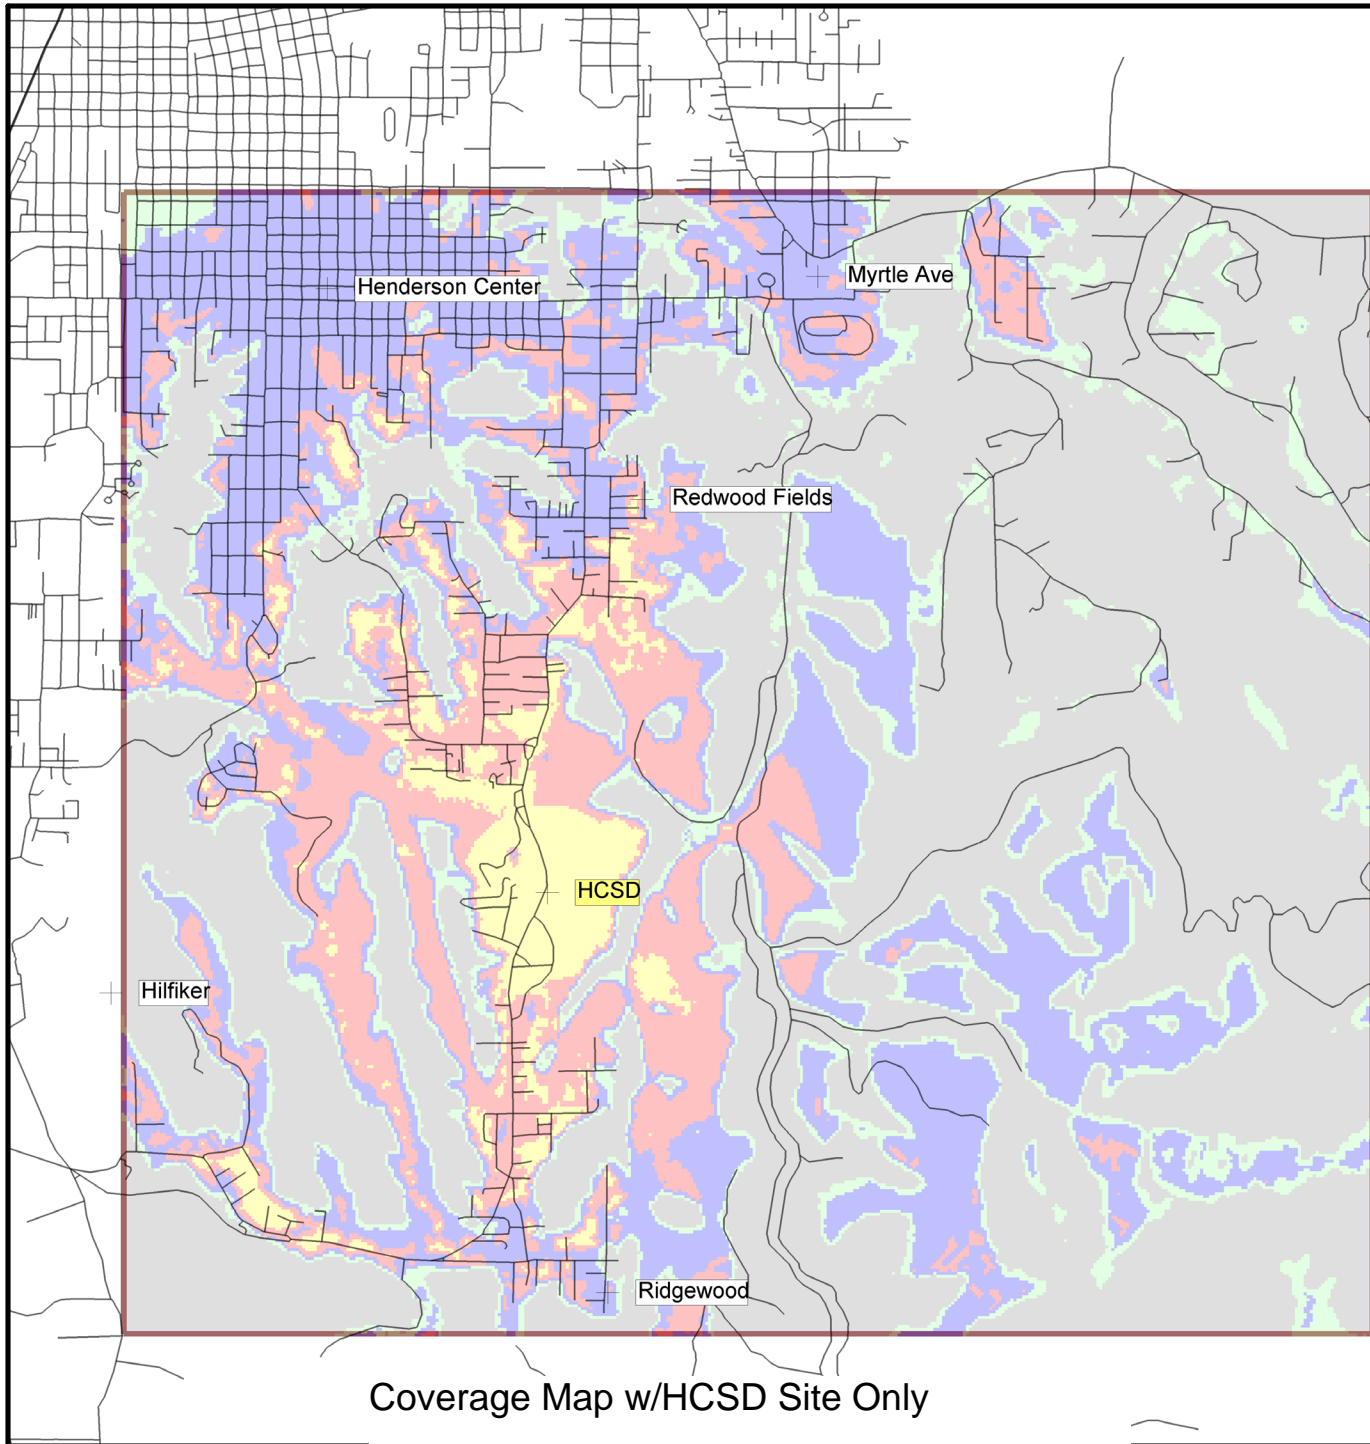 Myrtle Ave
Henderson Center
Redwood Fields
HCSD
Hilfiker
Ridgewood
Coverage Map w/HCSD Site Only